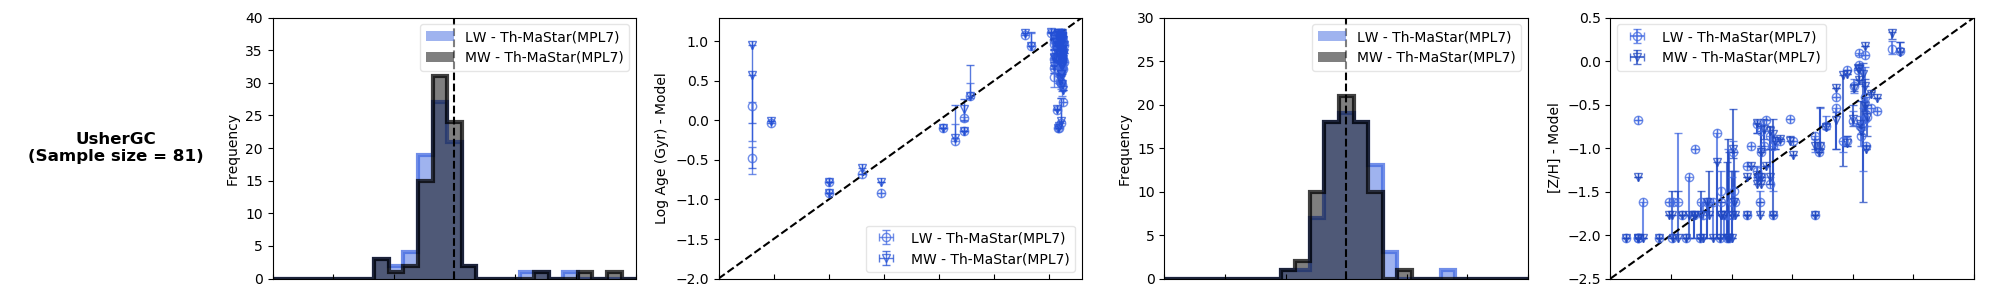 UsherGC
(Sample size = 81)
Frequency
40
35
30
25
20
15
10
5
0
LW - Th-MaStar(MPL7)
MW - Th-MaStar(MPL7)
Log Age (Gyr) - Model
1.0
0.5
0.0
−0.5
−1.0
−1.5
−2.0
LW - Th-MaStar(MPL7)
MW - Th-MaStar(MPL7)
Frequency
30
25
20
15
10
5
0
LW - Th-MaStar(MPL7)
MW - Th-MaStar(MPL7)
[Z/H] - Model
0.5
0.0
−0.5
−1.0
−1.5
−2.0
−2.5
LW - Th-MaStar(MPL7)
MW - Th-MaStar(MPL7)